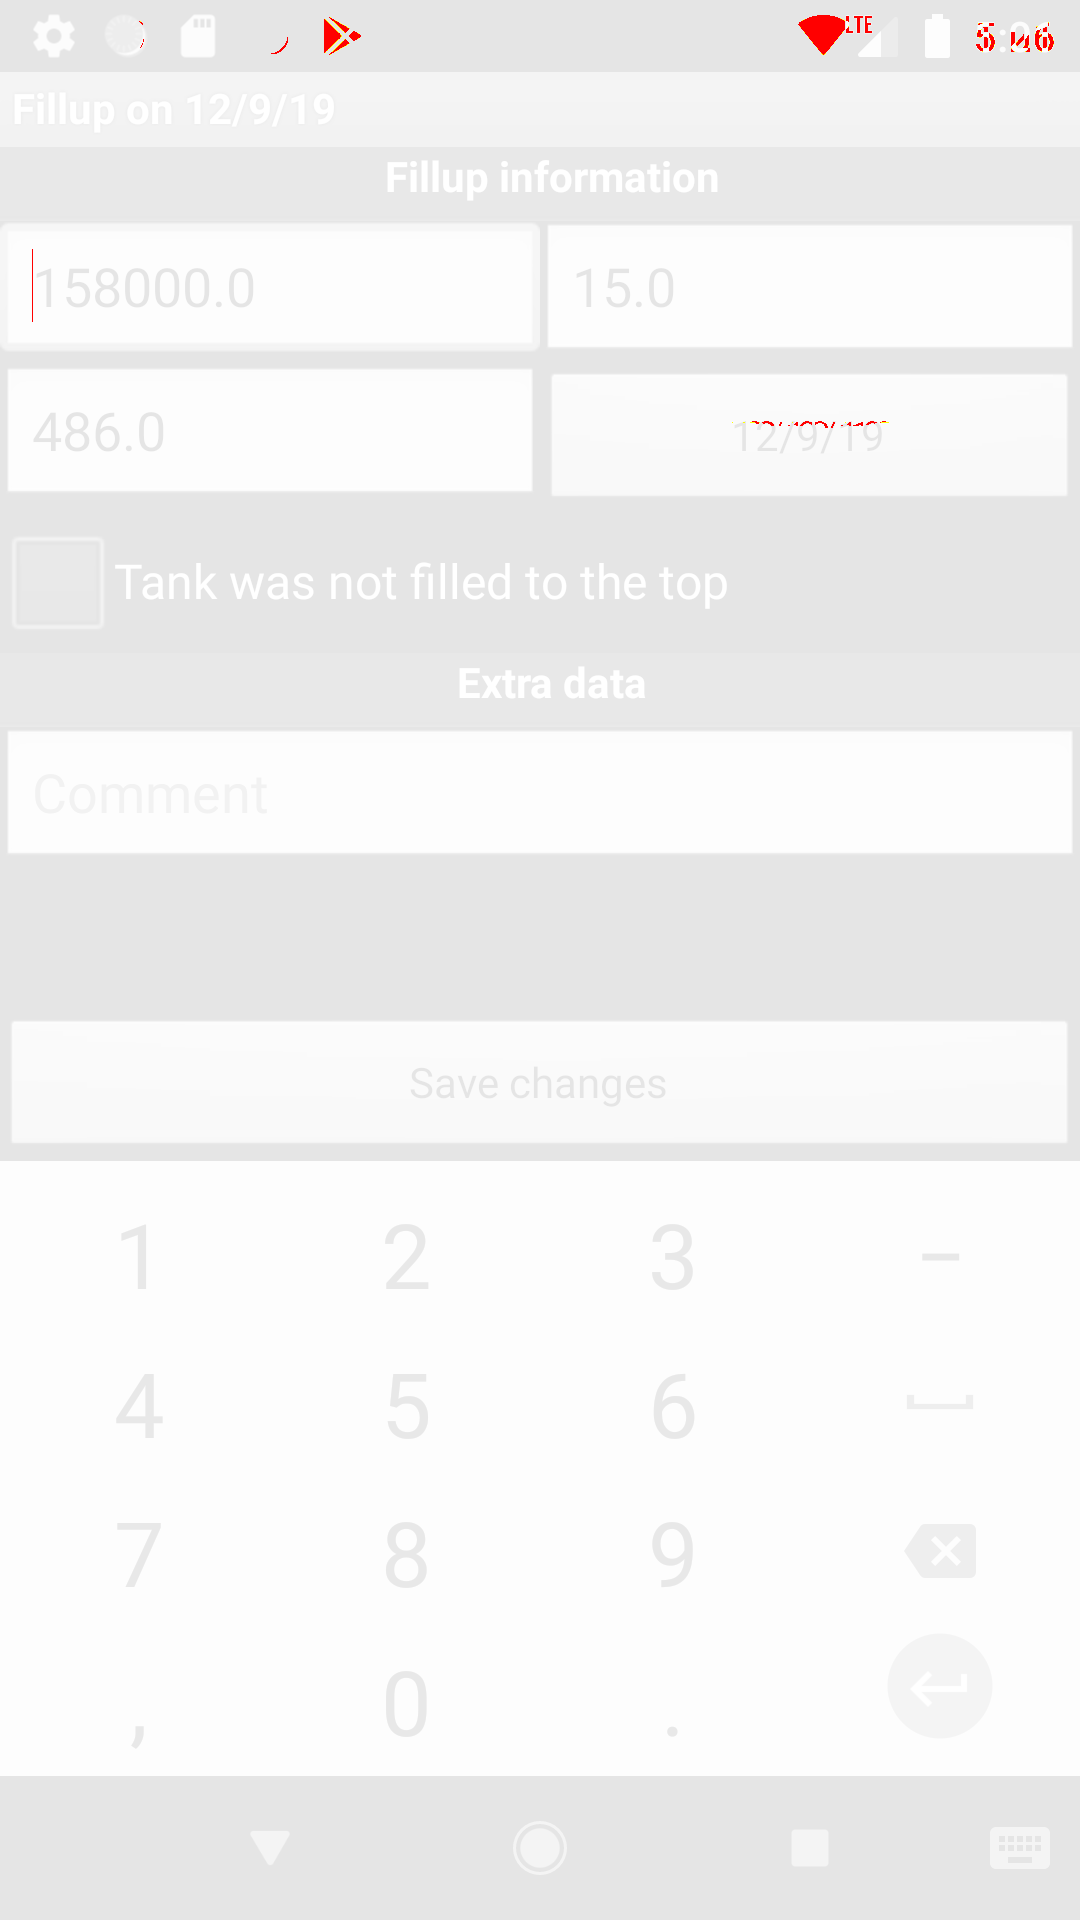 LTE
Fillup on 12/9/19
Fillup information
158000.0 15.0
486.0 12/9/19
Tank was not filled to the top
Extra data
Comment
Save changes
1 2 3 –
4 5 6
7 8 9
, 0 .